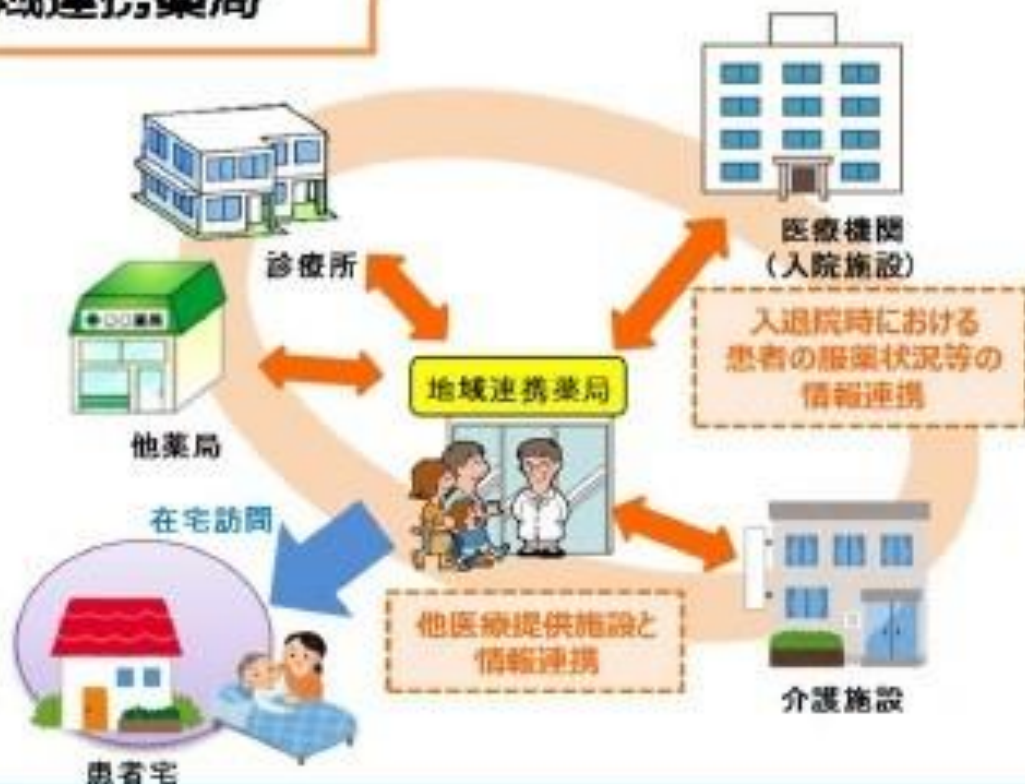 域連携薬局
診療所
医療機関
（入院施設）
入退院時における
患者の服薬状況等の
情報連携
地域連携薬局
他薬局
在宅訪問
他医療提供施設と
情報連携
介護施設
患者宅